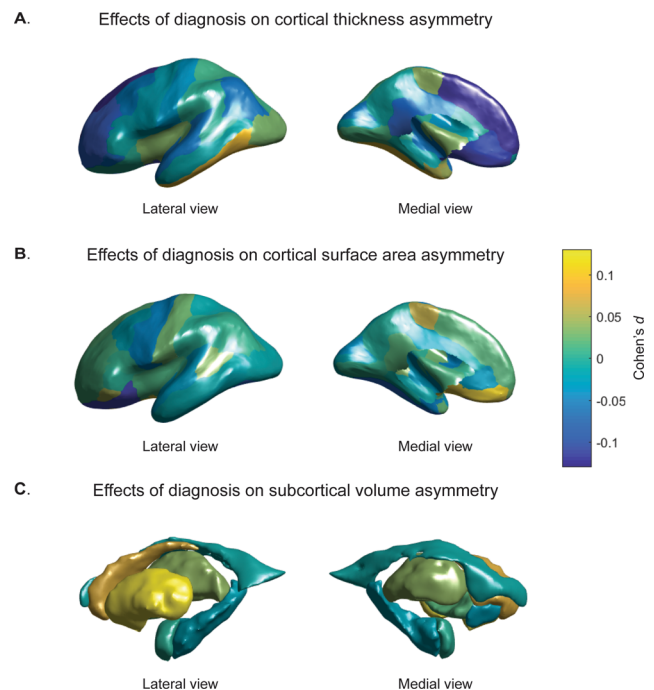 A.
Effects of diagnosis on cortical thickness asymmetry
Lateral view
Medial view
B.
Effects of diagnosis on cortical surface area asymmetry
Lateral view
Medial view
0.1
0.05
0
-0.05
-0.1
Cohen's d
C.
Effects of diagnosis on subcortical volume asymmetry
Lateral view
Medial view